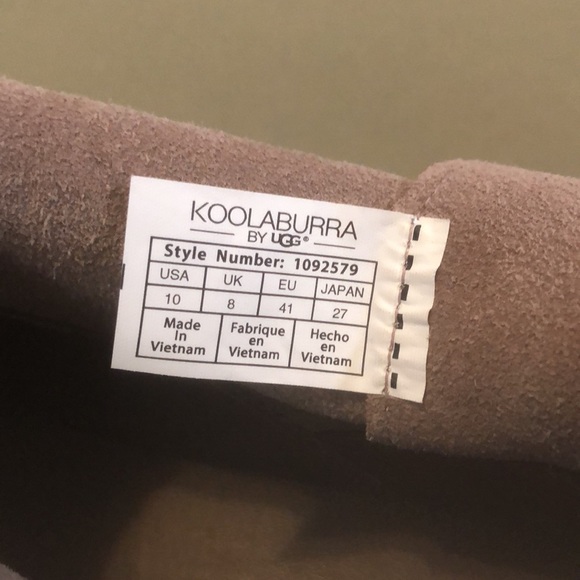 KOOLABURRA
BY UGG®
Style Number: 1092579
USA UK EU JAPAN
10 8 41 27
Made In Vietnam
Fabrique en Vietnam
Hecho en Vietnam